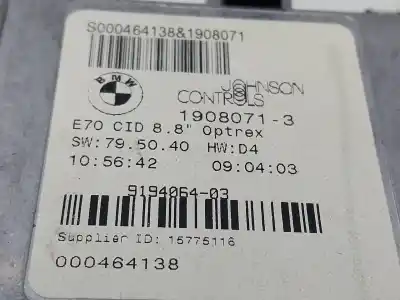 S000464138&1908071
BMW
JOHNSON
CONTROLS
1908071-3
E70 CID 8.8" Optrex
SW:79.50.40 HW:D4
10:56:42 09:04:03
9194064-03
Supplier ID: 15775116
000464138